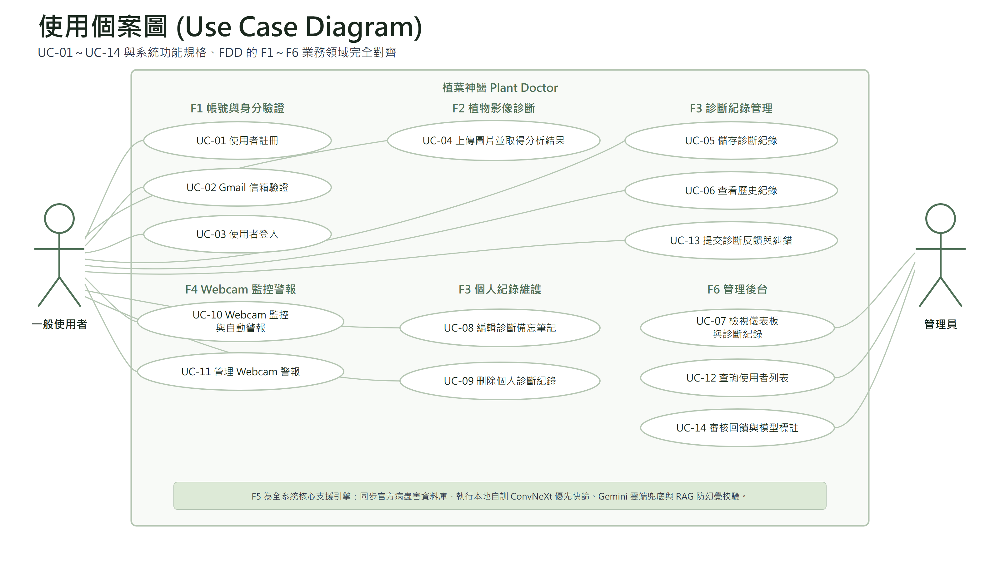 使用個案圖 (Use Case Diagram)
UC-01～UC-14 與系統功能規格、FDD 的 F1～F6 業務領域完全對齊
植葉神醫 Plant Doctor
F1 帳號與身分驗證
F2 植物影像診斷
F3 診斷紀錄管理
UC-01 使用者註冊
UC-04 上傳圖片並取得分析結果
UC-05 儲存診斷紀錄
UC-02 Gmail 信箱驗證
UC-06 查看歷史紀錄
UC-03 使用者登入
UC-13 提交診斷反饋與糾錯
F4 Webcam 監控警報
F3 個人紀錄維護
F6 管理後台
UC-10 Webcam 監控
與自動警報
UC-08 編輯診斷備忘筆記
UC-07 檢視儀表板
與診斷紀錄
一般使用者
管理員
UC-11 管理 Webcam 警報
UC-09 刪除個人診斷紀錄
UC-12 查詢使用者列表
UC-14 審核回饋與模型標註
F5 為全系統核心支援引擎：同步官方病蟲害資料庫、執行本地自訓 ConvNeXt 優先快篩、Gemini 雲端兜底與 RAG 防幻覺校驗。